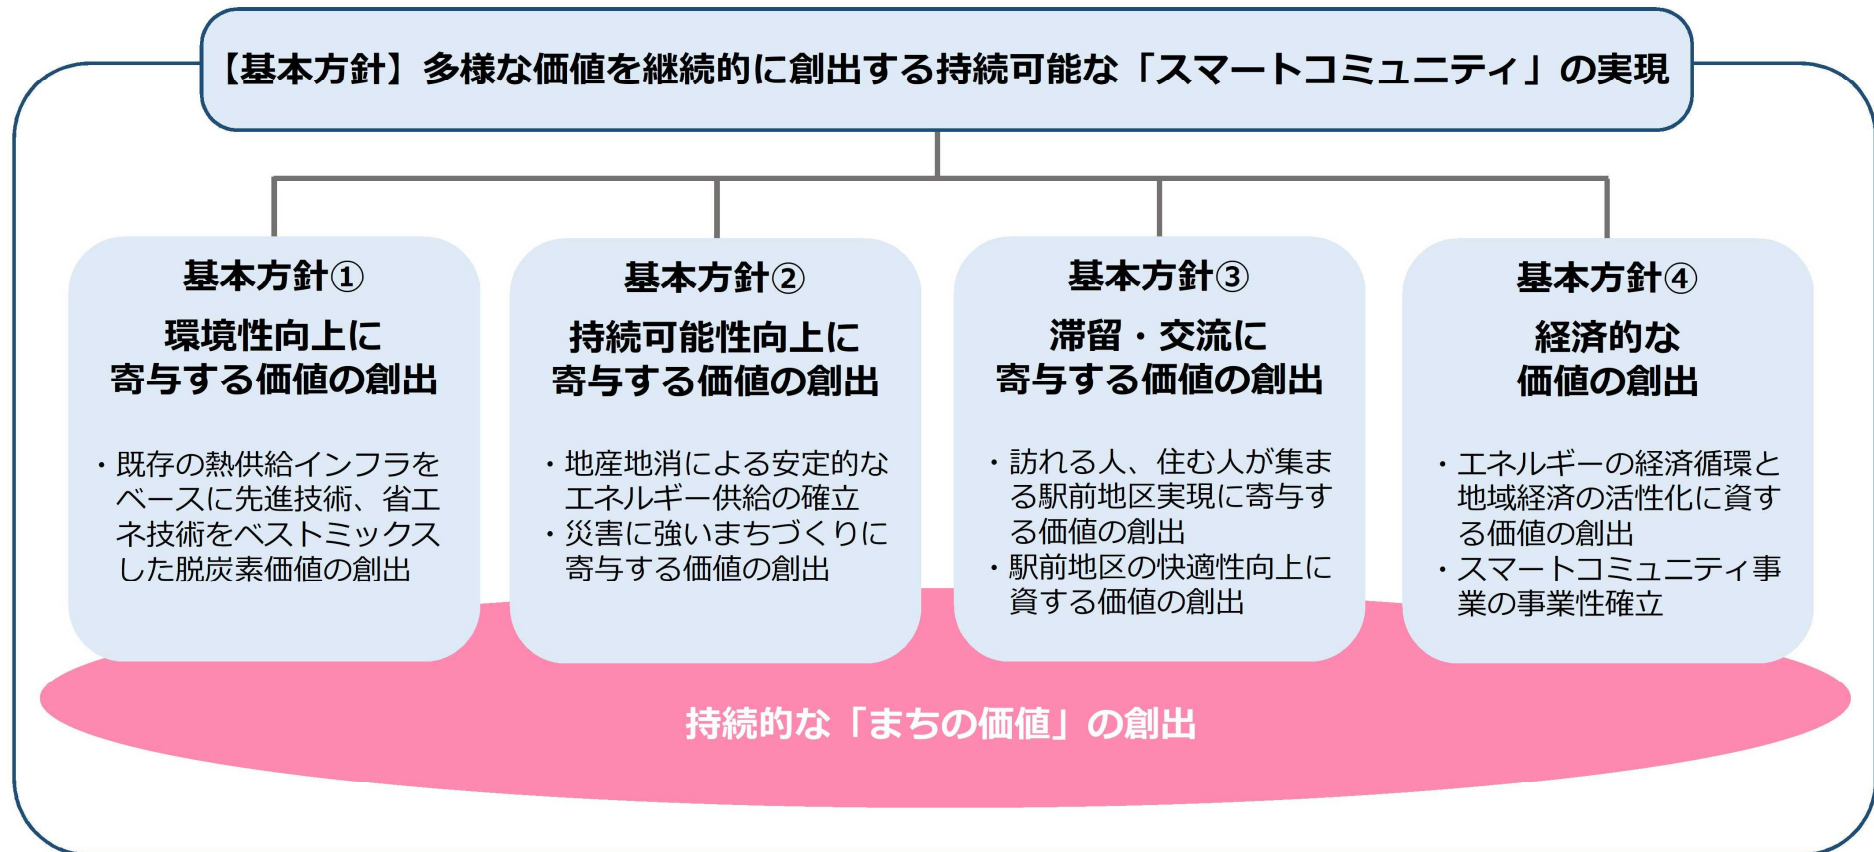 【基本方針】多様な価値を継続的に創出する持続可能な「スマートコミュニティ」の実現
基本方針①
環境性向上に
寄与する価値の創出
・既存の熱供給インフラを
ベースに先進技術、省エ
ネ技術をベストミックス
した脱炭素価値の創出
基本方針②
持続可能性向上に
寄与する価値の創出
・地産地消による安定的な
エネルギー供給の確立
・災害に強いまちづくりに
寄与する価値の創出
基本方針③
滞留・交流に
寄与する価値の創出
・訪れる人、住む人が集ま
る駅前地区実現に寄与す
る価値の創出
・駅前地区の快適性向上に
資する価値の創出
基本方針④
経済的な
価値の創出
・エネルギーの経済循環と
地域経済の活性化に資す
る価値の創出
・スマートコミュニティ事
業の事業性確立
持続的な「まちの価値」の創出